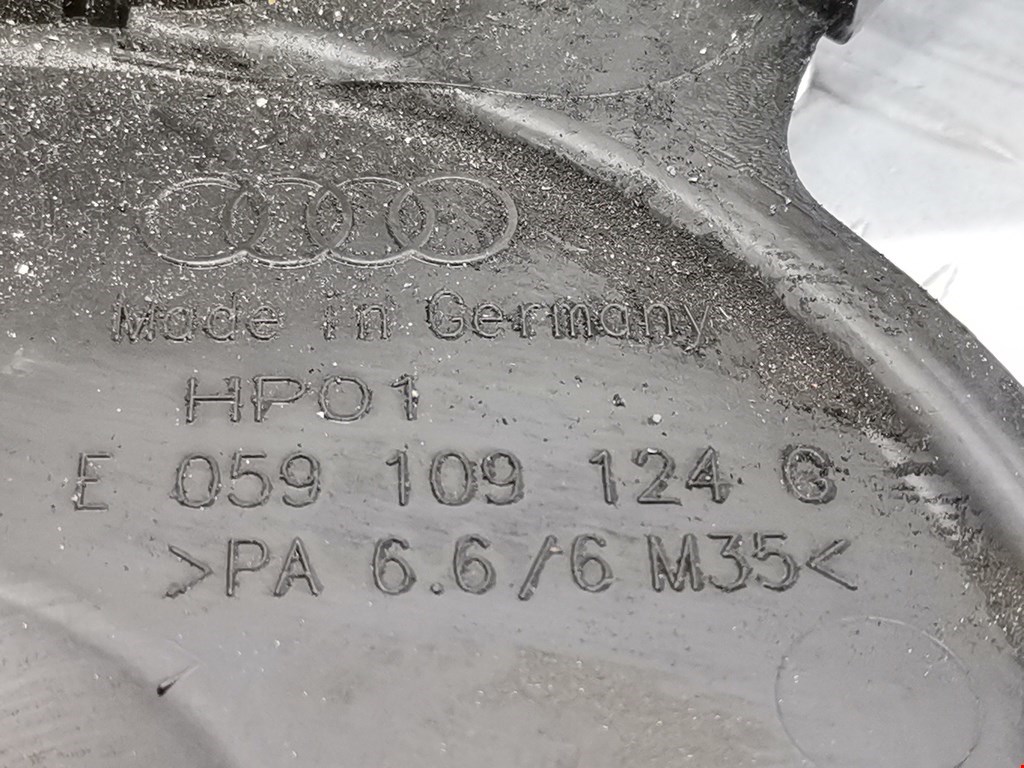 Made in Germany
HP01
E 059 109 124 G
>PA 6.6/6 M35<